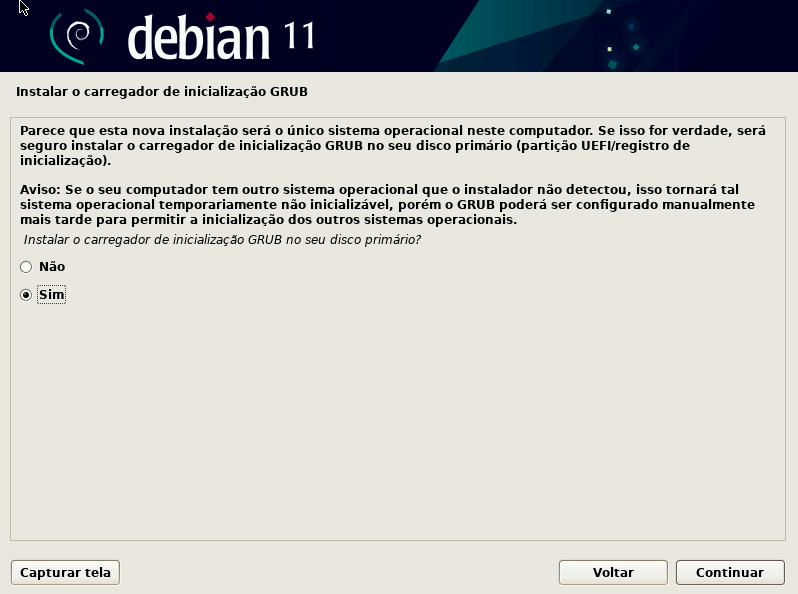 debian 11
Instalar o carregador de inicialização GRUB
Parece que esta nova instalação será o único sistema operacional neste computador. Se isso for verdade, será
seguro instalar o carregador de inicialização GRUB no seu disco primário (partição UEFI/registro de
inicialização).
Aviso: Se o seu computador tem outro sistema operacional que o instalador não detectou, isso tornará tal
sistema operacional temporariamente não inicializável, porém o GRUB poderá ser configurado manualmente
mais tarde para permitir a inicialização dos outros sistemas operacionais.
Instalar o carregador de inicialização GRUB no seu disco primário?
Não
Sim
Capturar tela
Voltar
Continuar